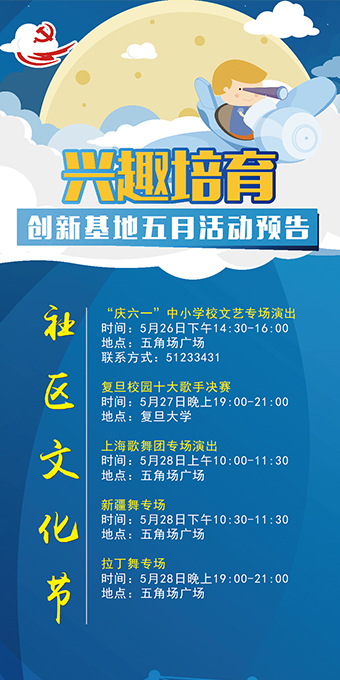 兴趣培育
创新基地五月活动预告
社区文化节
“庆六一”中小学校文艺专场演出
时间：5月26日下午14:30-16:00
地点：五角场广场
联系方式：51233431
复旦校园十大歌手决赛
时间：5月27日晚上19:00-21:00
地点：复旦大学
上海歌舞团专场演出
时间：5月28日上午10:00-11:30
地点：五角场广场
新疆舞专场
时间：5月28日下午10:30-11:30
地点：五角场广场
拉丁舞专场
时间：5月28日晚上19:00-21:00
地点：五角场广场